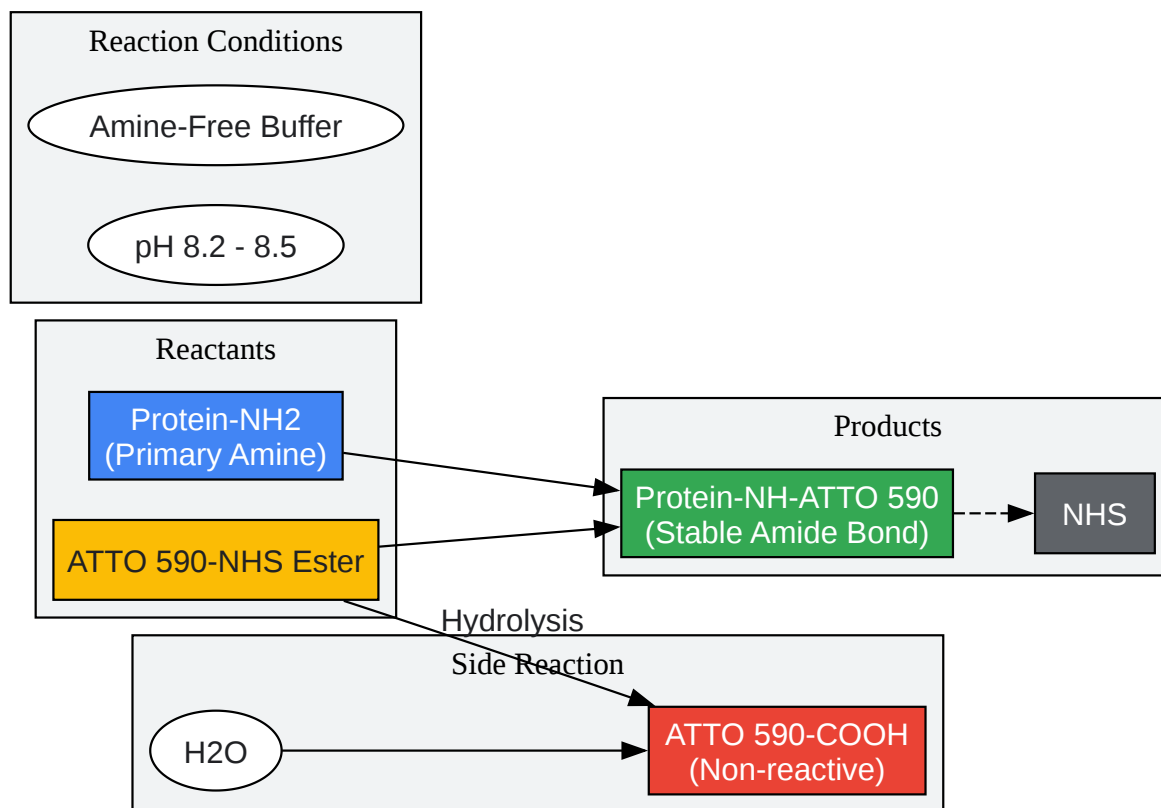 Reaction Conditions
Amine-Free Buffer
pH 8.2 - 8.5
Reactants
Protein-NH2
(Primary Amine)
ATTO 590-NHS Ester
Products
Protein-NH-ATTO 590
(Stable Amide Bond)
NHS
Hydrolysis
Side Reaction
H2O
ATTO 590-COOH
(Non-reactive)